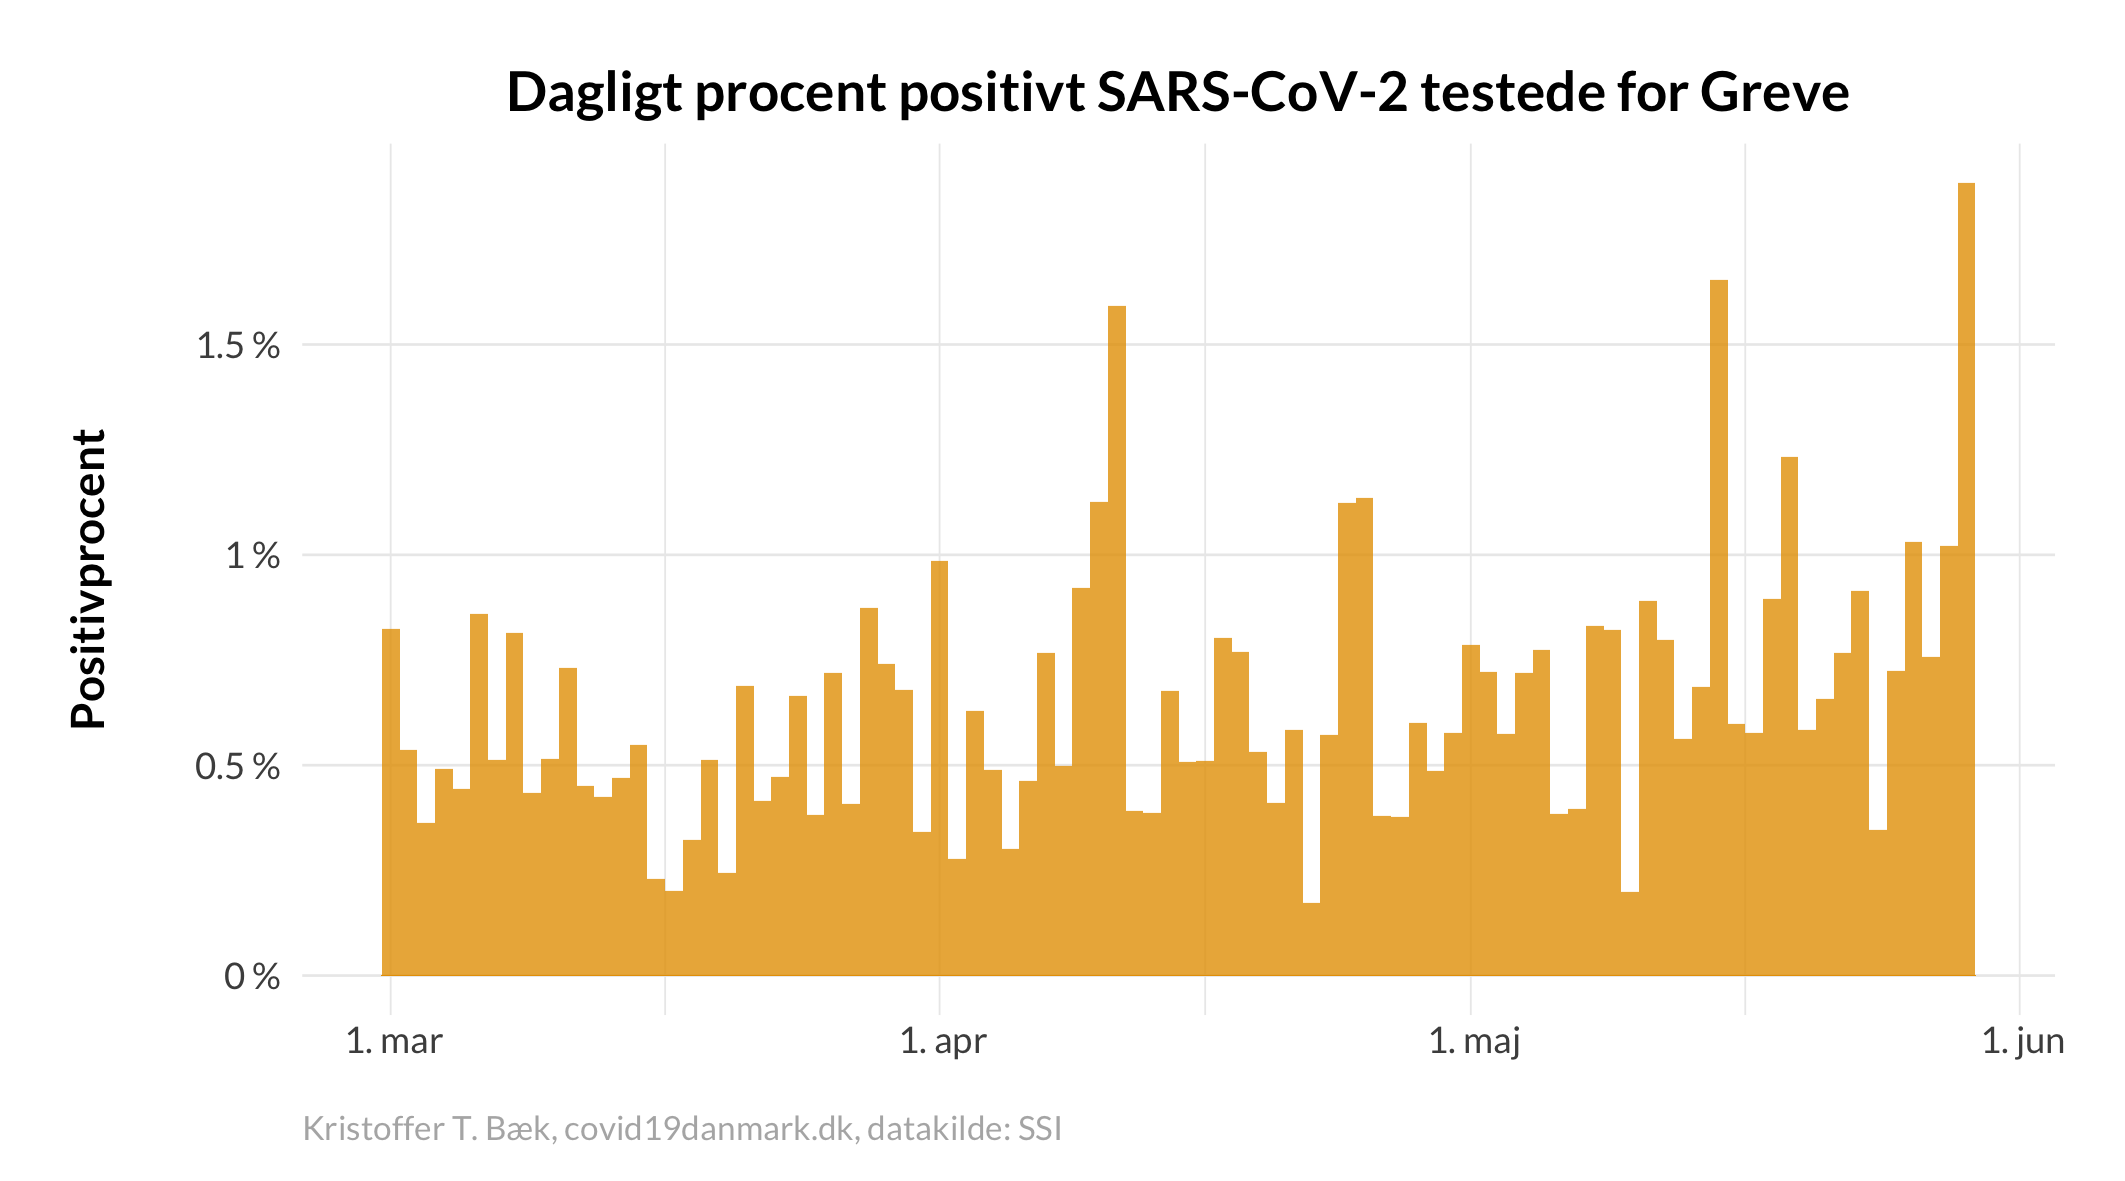 Dagligt procent positivt SARS-CoV-2 testede for Greve
Positivprocent
1.5 %
1 %
0.5 %
0 %
1. mar
1. apr
1. maj
1. jun
Kristoffer T. Bæk, covid19danmark.dk, datakilde: SSI